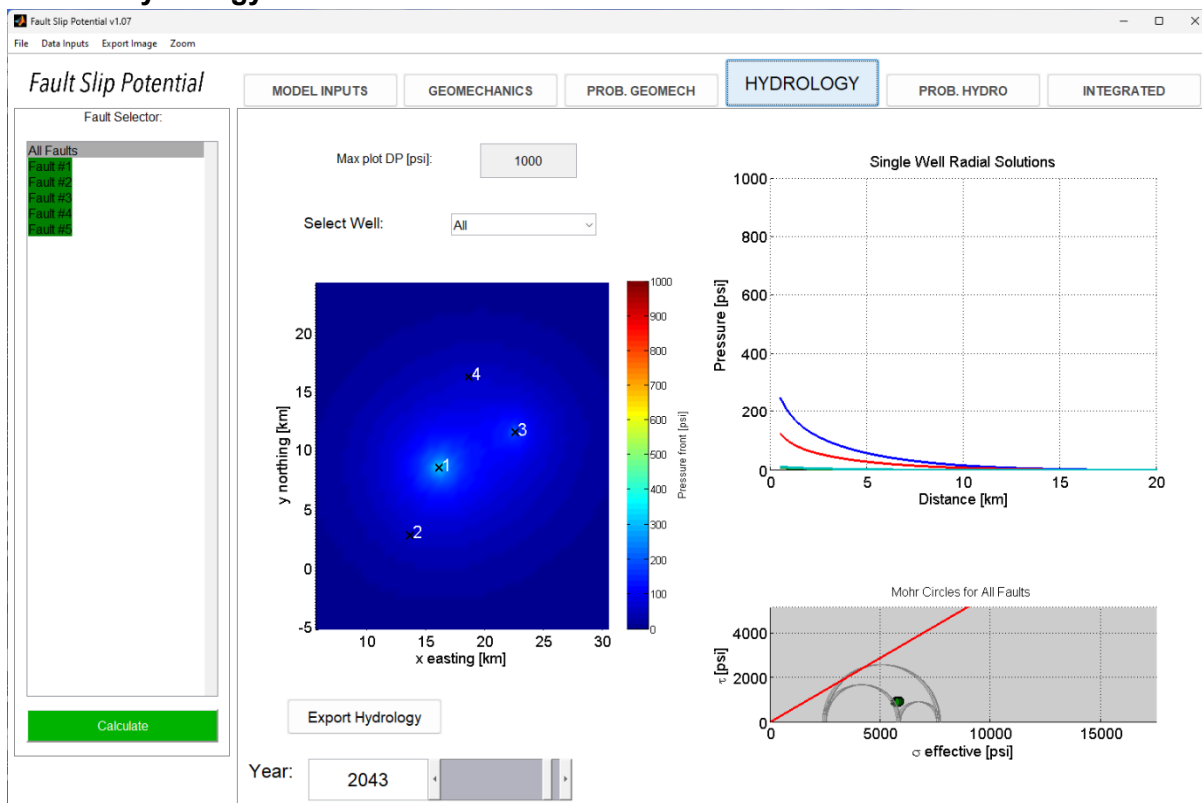 Fault Slip Potential v1.07
File Data Inputs Export Image Zoom
Fault Slip Potential
MODEL INPUTS GEOMECHANICS PROB. GEOMECH HYDROLOGY PROB. HYDRO INTEGRATED
Fault Selector:
All Faults
Fault #1
Fault #2
Fault #3
Fault #4
Fault #5
Calculate
Max plot DP [psi]: 1000
Select Well: All
y northing [km]
20
15
10
5
0
-5
10 15 20 25 30
x easting [km]
4
3
1
2
1000
900
800
700
600
500
400
300
200
100
0
Pressure front [psi]
Export Hydrology
Year: 2043
Single Well Radial Solutions
Pressure [psi]
1000
800
600
400
200
0
0 5 10 15 20
Distance [km]
Mohr Circles for All Faults
τ [psi]
4000
2000
0
0 5000 10000 15000
σ effective [psi]